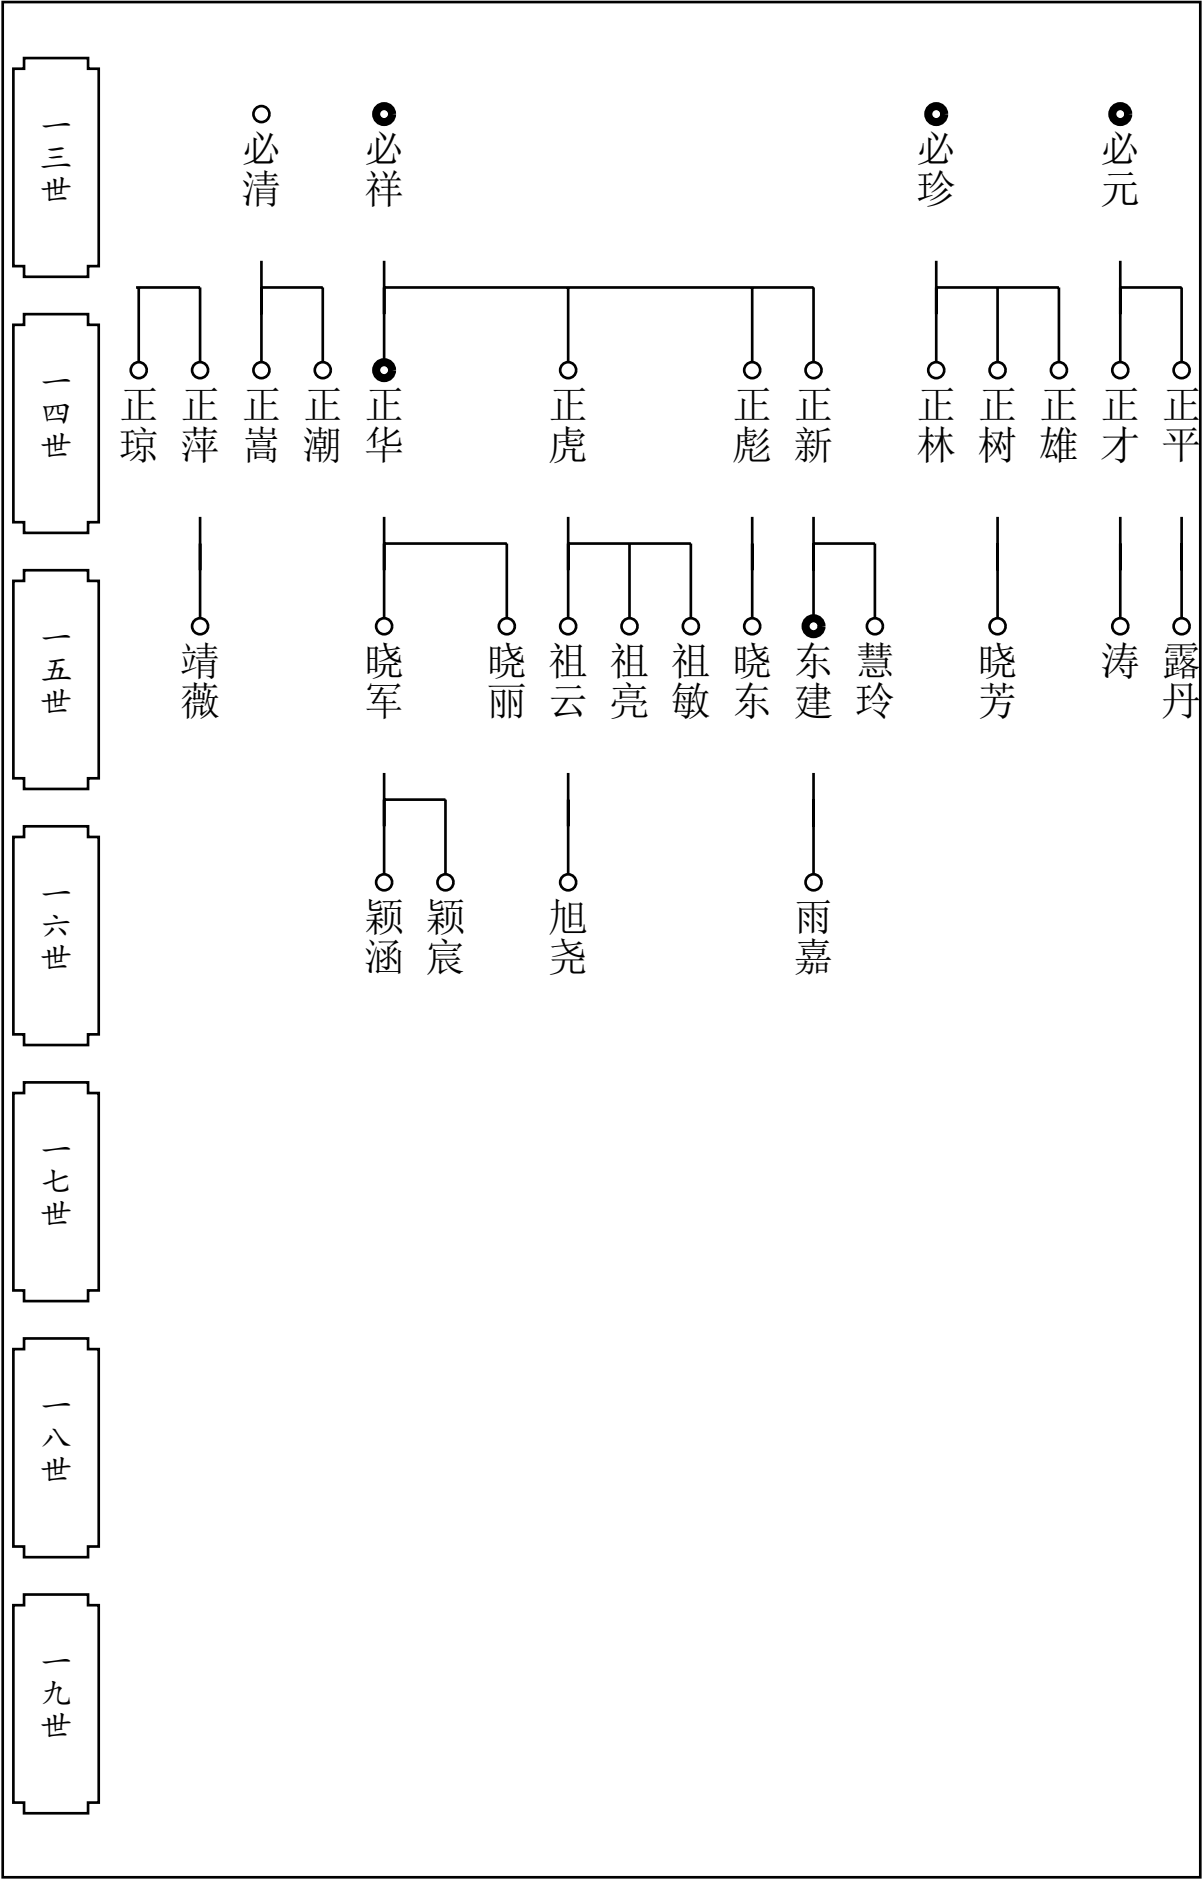 一三世
必清
必祥
必珍
必元
一四世
正琼
正萍
正嵩
正潮
正华
正虎
正彪
正新
正林
正树
正雄
正才
正平
一五世
靖薇
晓军
晓丽
祖云
祖亮
祖敏
晓东
东建
慧玲
晓芳
涛
露丹
一六世
颖涵
颖宸
旭尧
雨嘉
一七世
一八世
一九世